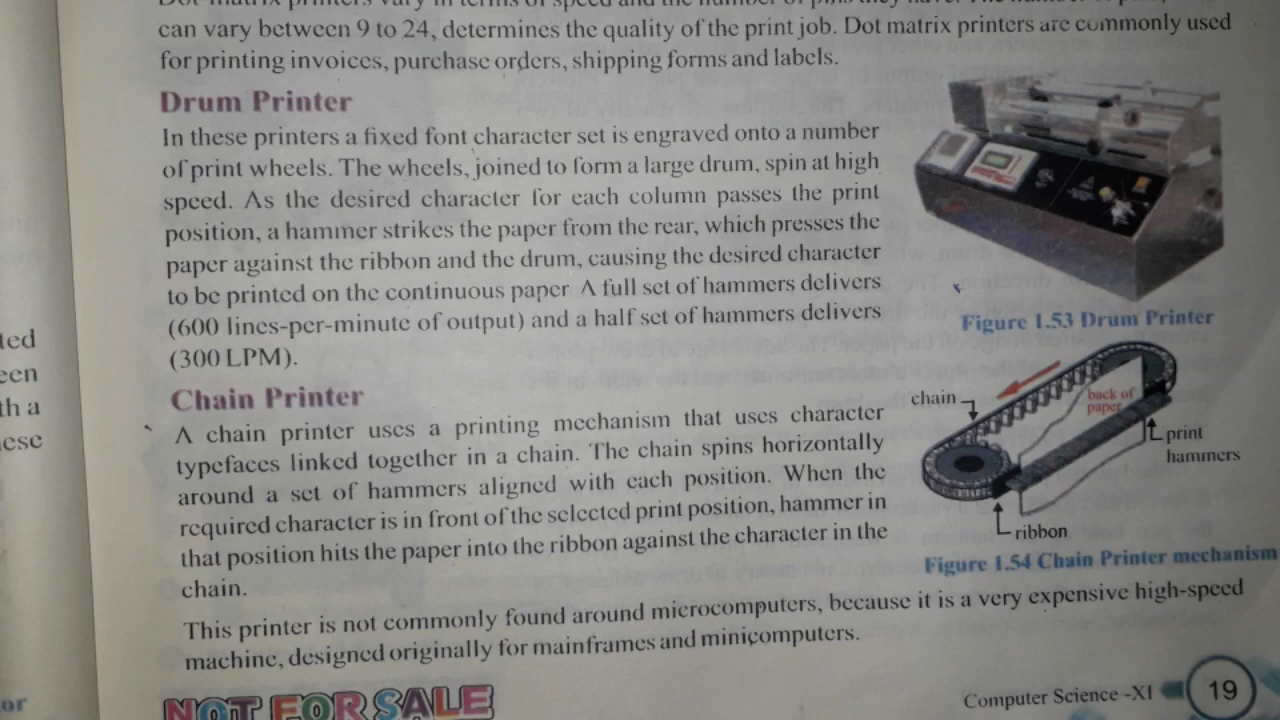 can vary between 9 to 24, determines the quality of the print job. Dot matrix printers are commonly used
for printing invoices, purchase orders, shipping forms and labels.
Drum Printer
In these printers a fixed font character set is engraved onto a number
of print wheels. The wheels, joined to form a large drum, spin at high
speed. As the desired character for each column passes the print
position, a hammer strikes the paper from the rear, which presses the
paper against the ribbon and the drum, causing the desired character
to be printed on the continuous paper A full set of hammers delivers
(600 lines-per-minute of output) and a half set of hammers delivers
(300 LPM).
Figure 1.53 Drum Printer
Chain Printer
A chain printer uses a printing mechanism that uses character
typefaces linked together in a chain. The chain spins horizontally
around a set of hammers aligned with each position. When the
required character is in front of the selected print position, hammer in
that position hits the paper into the ribbon against the character in the
chain.
chain
back of
paper
print
hammers
ribbon
Figure 1.54 Chain Printer mechanism
This printer is not commonly found around microcomputers, because it is a very expensive high-speed
machine, designed originally for mainframes and minicomputers.
NOT FOR SALE
Computer Science -XI
19